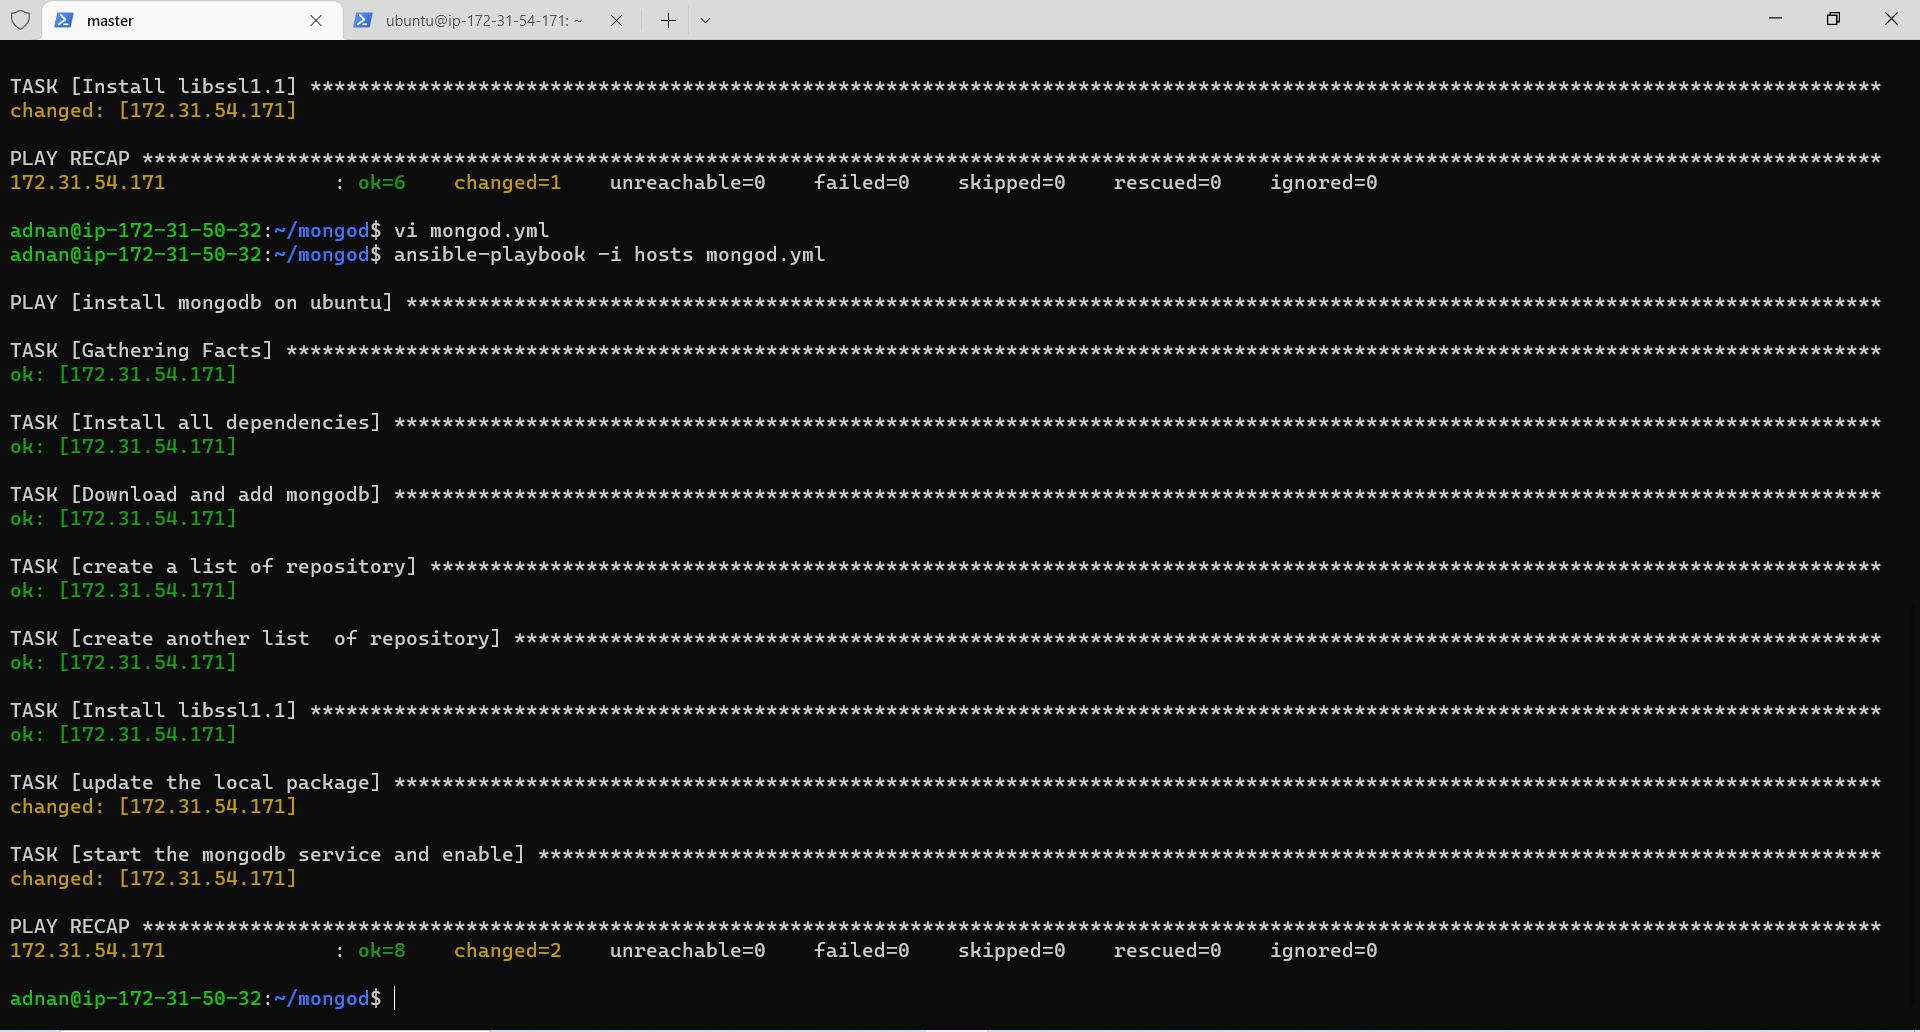 master
ubuntu@ip-172-31-54-171: ~
TASK [Install libssl1.1] ***********************************************************************************************************************************
changed: [172.31.54.171]
PLAY RECAP *************************************************************************************************************************************************
172.31.54.171              : ok=6    changed=1    unreachable=0    failed=0    skipped=0    rescued=0    ignored=0
adnan@ip-172-31-50-32:~/mongod$ vi mongod.yml
adnan@ip-172-31-50-32:~/mongod$ ansible-playbook -i hosts mongod.yml
PLAY [install mongodb on ubuntu] ***************************************************************************************************************************
TASK [Gathering Facts] *************************************************************************************************************************************
ok: [172.31.54.171]
TASK [Install all dependencies] ****************************************************************************************************************************
ok: [172.31.54.171]
TASK [Download and add mongodb] ****************************************************************************************************************************
ok: [172.31.54.171]
TASK [create a list of repository] *************************************************************************************************************************
ok: [172.31.54.171]
TASK [create another list  of repository] ******************************************************************************************************************
ok: [172.31.54.171]
TASK [Install libssl1.1] ***********************************************************************************************************************************
ok: [172.31.54.171]
TASK [update the local package] ****************************************************************************************************************************
changed: [172.31.54.171]
TASK [start the mongodb service and enable] ****************************************************************************************************************
changed: [172.31.54.171]
PLAY RECAP *************************************************************************************************************************************************
172.31.54.171              : ok=8    changed=2    unreachable=0    failed=0    skipped=0    rescued=0    ignored=0
adnan@ip-172-31-50-32:~/mongod$